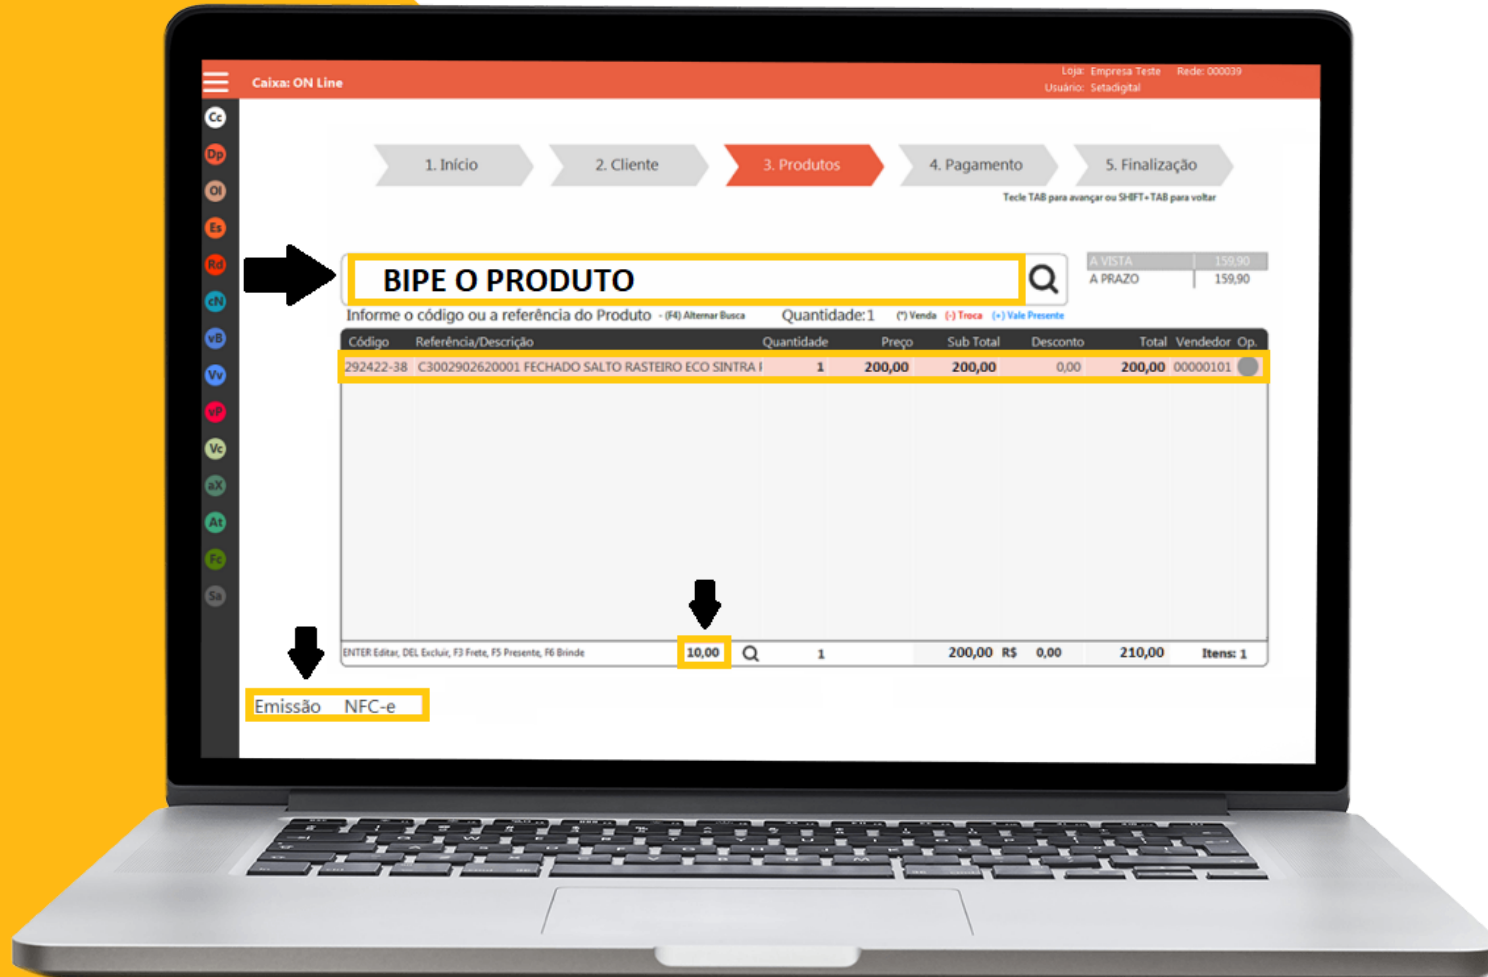 Caixa: ON Line
Loja: Empresa Teste Rede: 000039
Usuário: Setadigital
Cc
Dp
OI
Es
Rd
cN
vB
Vv
vP
Vc
aX
At
Fc
Sa
1. Início
2. Cliente
3. Produtos
4. Pagamento
5. Finalização
Tecle TAB para avançar ou SHIFT+TAB para voltar
BIPE O PRODUTO
A VISTA 159,90
A PRAZO 159,90
Informe o código ou a referência do Produto - (F4) Alternar Busca Quantidade:1 (*) Venda (-) Troca (+) Vale Presente
Código Referência/Descrição Quantidade Preço Sub Total Desconto Total Vendedor Op.
292422-38 C3002902620001 FECHADO SALTO RASTEIRO ECO SINTRA 1 200,00 200,00 0,00 200,00 00000101
ENTER Editar, DEL Excluir, F3 Frete, F5 Presente, F6 Brinde 10,00 1 200,00 R$ 0,00 210,00 Itens: 1
Emissão NFC-e